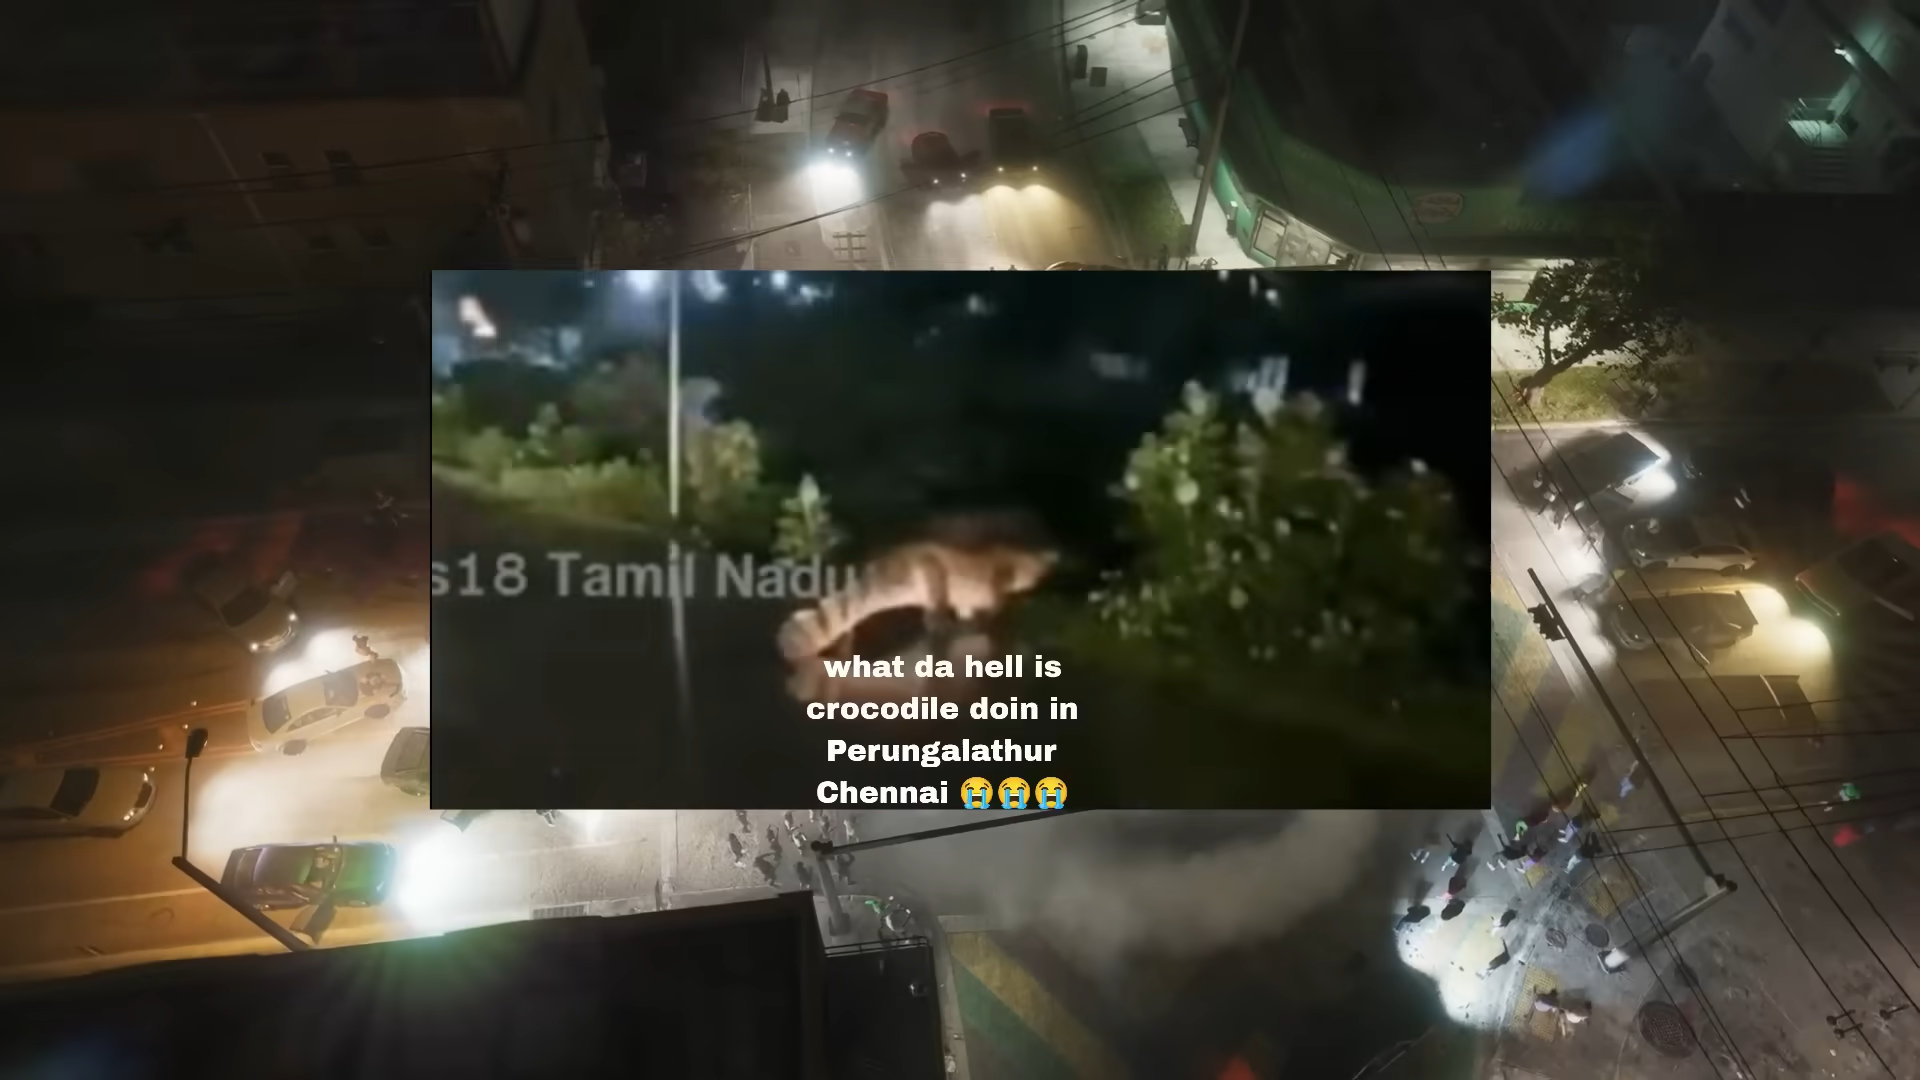 s18 Tamil Nadu
what da hell is
crocodile doin in
Perungalathur
Chennai 😭😭😭